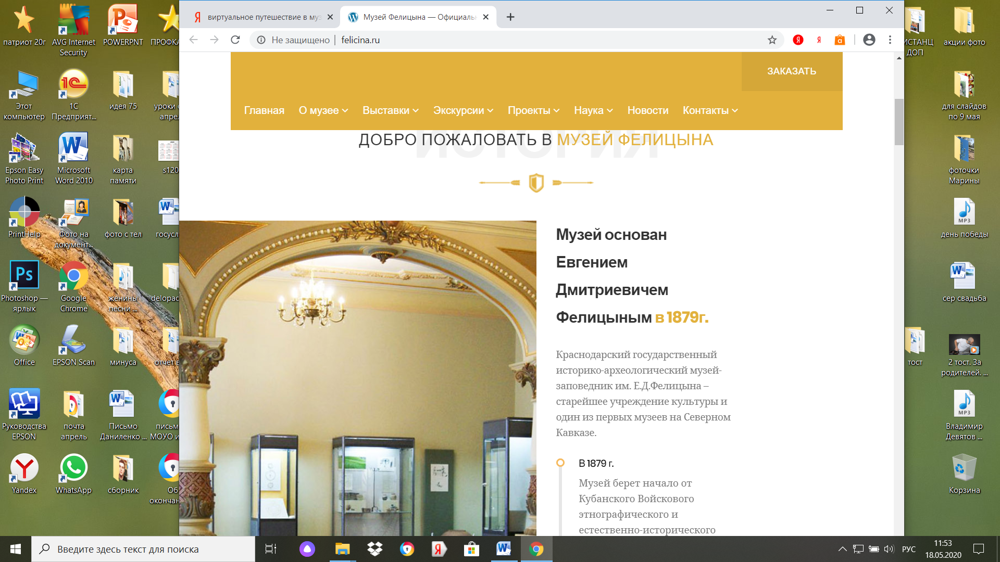 виртуальное путешествие в муз
Музей Фелицына — Официальн
Не защищено | felicina.ru
ЗАКАЗАТЬ
Главная О музее Выставки Экскурсии Проекты Наука Новости Контакты
ИСТОРИЯ
ДОБРО ПОЖАЛОВАТЬ В МУЗЕЙ ФЕЛИЦЫНА
Музей основан
Евгением
Дмитриевичем
Фелицыным в 1879г.
Краснодарский государственный
историко-археологический музей-
заповедник им. Е.Д.Фелицына –
старейшее учреждение культуры и
один из первых музеев на Северном
Кавказе.
В 1879 г.
Музей берет начало от
Кубанского Войскового
этнографического и
естественно-исторического
патриот 20г
AVG Internet
Security
POWERPNT
ПРОФКА
Этот
компьютер
1С
Предприят...
идея 75
уроки
апрел
Epson Easy
Photo Print
Microsoft
Word 2010
карта
памяти
s120
PrintHelp
Фото на
документ...
фото с тел
госусл
Photoshop —
ярлык
Google
Chrome
женины
песни ...
delopac
Office
EPSON Scan
минуса
отчет в
Руководства
EPSON
почта
апрель
Письмо
Даниленко ...
письм
МОУО и
Yandex
WhatsApp
сборник
Об
окончан
ИСТАНЦ
ДОП
акции фото
для слайдов
по 9 мая
фоточки
Марины
MP3
день победы
сер свадьба
тост
2 тост. За
родителей. ...
MP3
Владимир
Девятов ...
Корзина
Введите здесь текст для поиска
РУС
11:53
18.05.2020